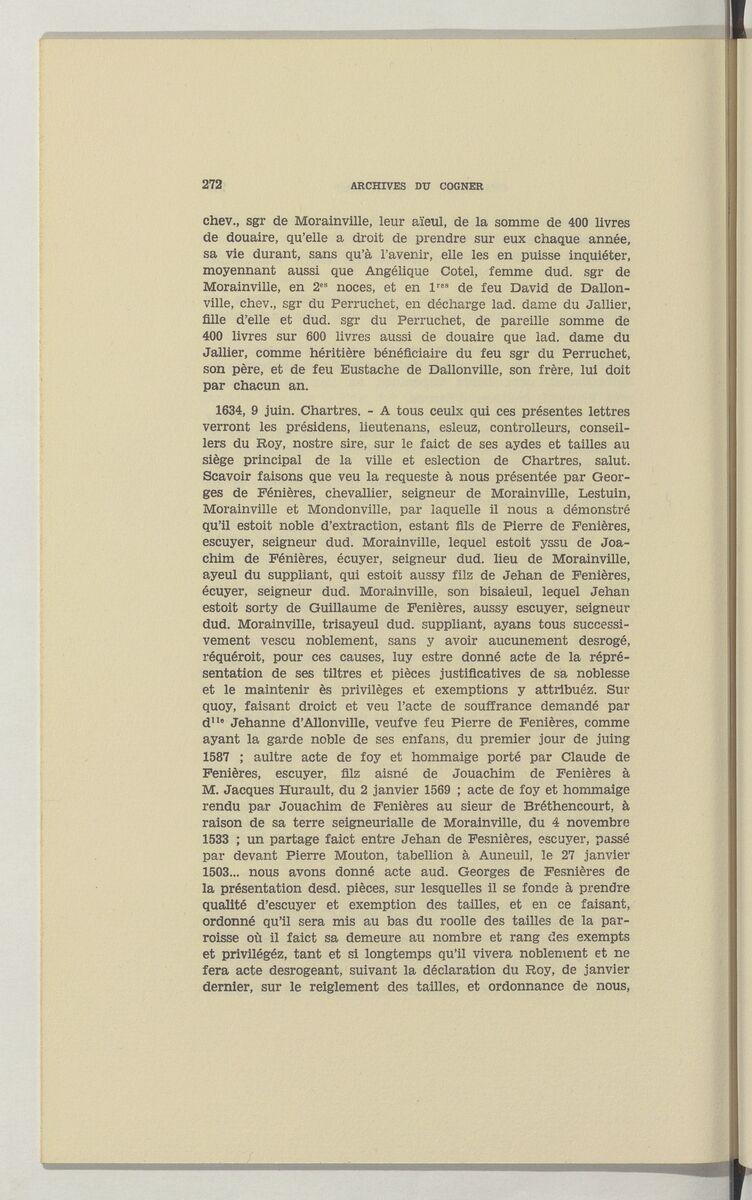 272 ARCHIVES DU COGNER
chev., sgr de Morainville, leur aïeul, de la somme de 400 livres
de douaire, qu'elle a droit de prendre sur eux chaque année,
sa vie durant, sans qu'à l'avenir, elle les en puisse inquiéter,
moyennant aussi que Angélique Cotel, femme dud. sgr de
Morainville, en 2es noces, et en 1res de feu David de Dallon-
ville, chev., sgr du Perruchet, en décharge lad. dame du Jallier,
fille d'elle et dud. sgr du Perruchet, de pareille somme de
400 livres sur 600 livres aussi de douaire que lad. dame du
Jallier, comme héritière bénéficiaire du feu sgr du Perruchet,
son père, et de feu Eustache de Dallonville, son frère, lui doit
par chacun an.
1634, 9 juin. Chartres. - A tous ceulx qui ces présentes lettres
verront les présidens, lieutenans, esleuz, controlleurs, conseil-
lers du Roy, nostre sire, sur le faict de ses aydes et tailles au
siège principal de la ville et eslection de Chartres, salut.
Scavoir faisons que veu la requeste à nous présentée par Geor-
ges de Fénières, chevallier, seigneur de Morainville, Lestuin,
Morainville et Mondonville, par laquelle il nous a démonstré
qu'il estoit noble d'extraction, estant fils de Pierre de Fenières,
escuyer, seigneur dud. Morainville, lequel estoit yssu de Joa-
chim de Fénières, écuyer, seigneur dud. lieu de Morainville,
ayeul du suppliant, qui estoit aussy filz de Jehan de Fenières,
écuyer, seigneur dud. Morainville, son bisaieul, lequel Jehan
estoit sorty de Guillaume de Fenières, aussy escuyer, seigneur
dud. Morainville, trisayeul dud. suppliant, ayans tous successi-
vement vescu noblement, sans y avoir aucunement desrogé,
réquéroit, pour ces causes, luy estre donné acte de la répré-
sentation de ses tiltres et pièces justificatives de sa noblesse
et le maintenir ès privilèges et exemptions y attribuéz. Sur
quoy, faisant droict et veu l'acte de souffrance demandé par
dlle Jehanne d'Allonville, veufve feu Pierre de Fenières, comme
ayant la garde noble de ses enfans, du premier jour de juing
1587 ; aultre acte de foy et hommaige porté par Claude de
Fenières, escuyer, filz aisné de Jouachim de Fenières à
M. Jacques Hurault, du 2 janvier 1569 ; acte de foy et hommaige
rendu par Jouachim de Fenières au sieur de Bréthencourt, à
raison de sa terre seigneurialle de Morainville, du 4 novembre
1533 ; un partage faict entre Jehan de Fesnières, escuyer, passé
par devant Pierre Mouton, tabellion à Auneuil, le 27 janvier
1503... nous avons donné acte aud. Georges de Fesnières de
la présentation desd. pièces, sur lesquelles il se fonde à prendre
qualité d'escuyer et exemption des tailles, et en ce faisant,
ordonné qu'il sera mis au bas du roolle des tailles de la par-
roisse où il faict sa demeure au nombre et rang des exempts
et privilégéz, tant et si longtemps qu'il vivera noblement et ne
fera acte desrogeant, suivant la déclaration du Roy, de janvier
dernier, sur le reiglement des tailles, et ordonnance de nous,